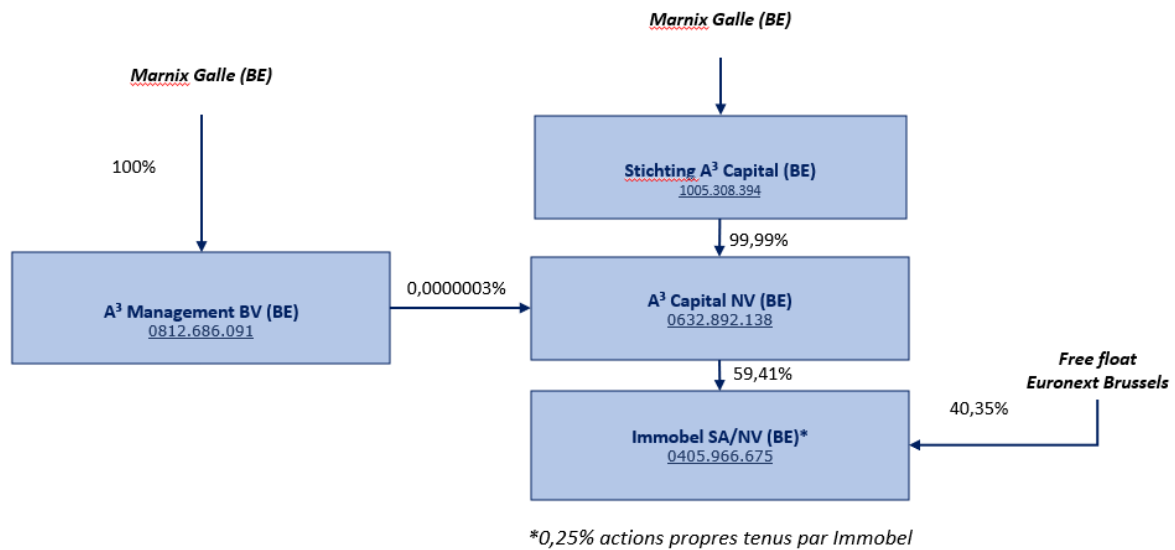 Marnix Galle (BE)
Marnix Galle (BE)
100%
Stichting A³ Capital (BE)
1005.308.394
99,99%
A³ Management BV (BE)
0812.686.091
0,0000003%
A³ Capital NV (BE)
0632.892.138
59,41%
Free float
Euronext Brussels
40,35%
Immobel SA/NV (BE)*
0405.966.675
*0,25% actions propres tenus par Immobel